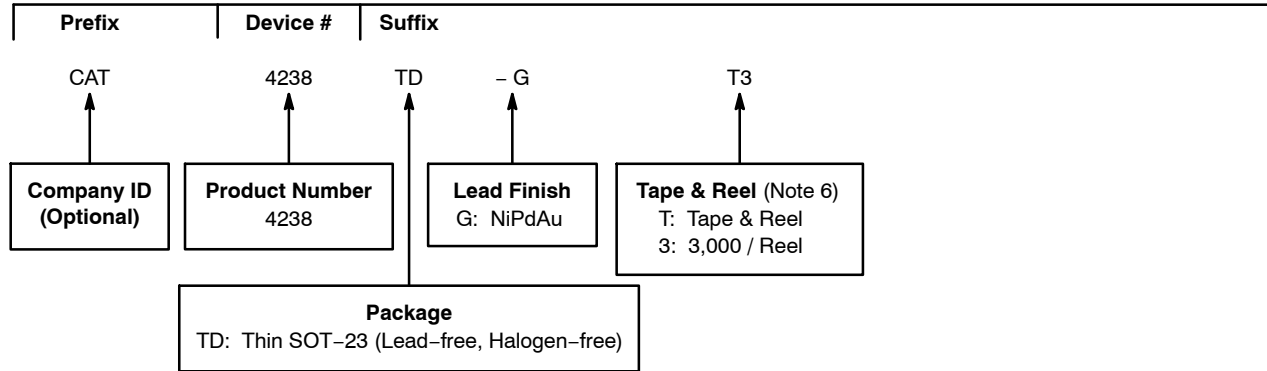 Prefix Device # Suffix
CAT 4238 TD – G T3
Company ID
(Optional)
Product Number
4238
Lead Finish
G: NiPdAu
Tape & Reel (Note 6)
T: Tape & Reel
3: 3,000 / Reel
Package
TD: Thin SOT−23 (Lead−free, Halogen−free)